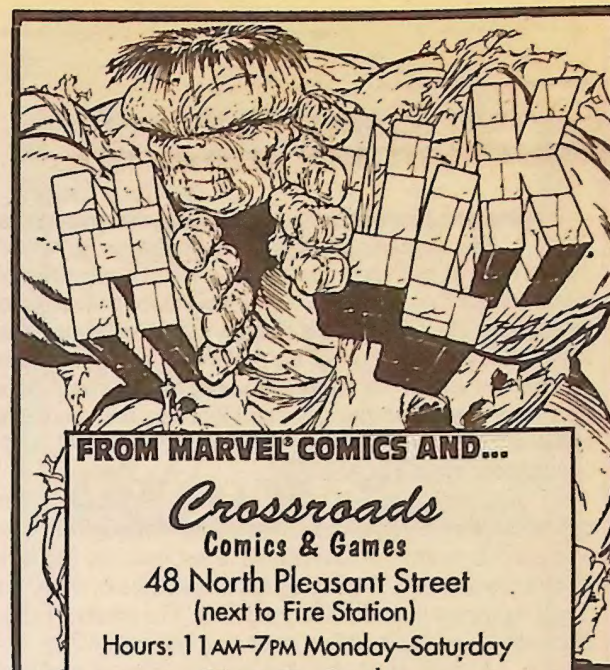 FROM MARVEL® COMICS AND...
Crossroads
Comics & Games
48 North Pleasant Street
(next to Fire Station)
Hours: 11AM–7PM Monday–Saturday